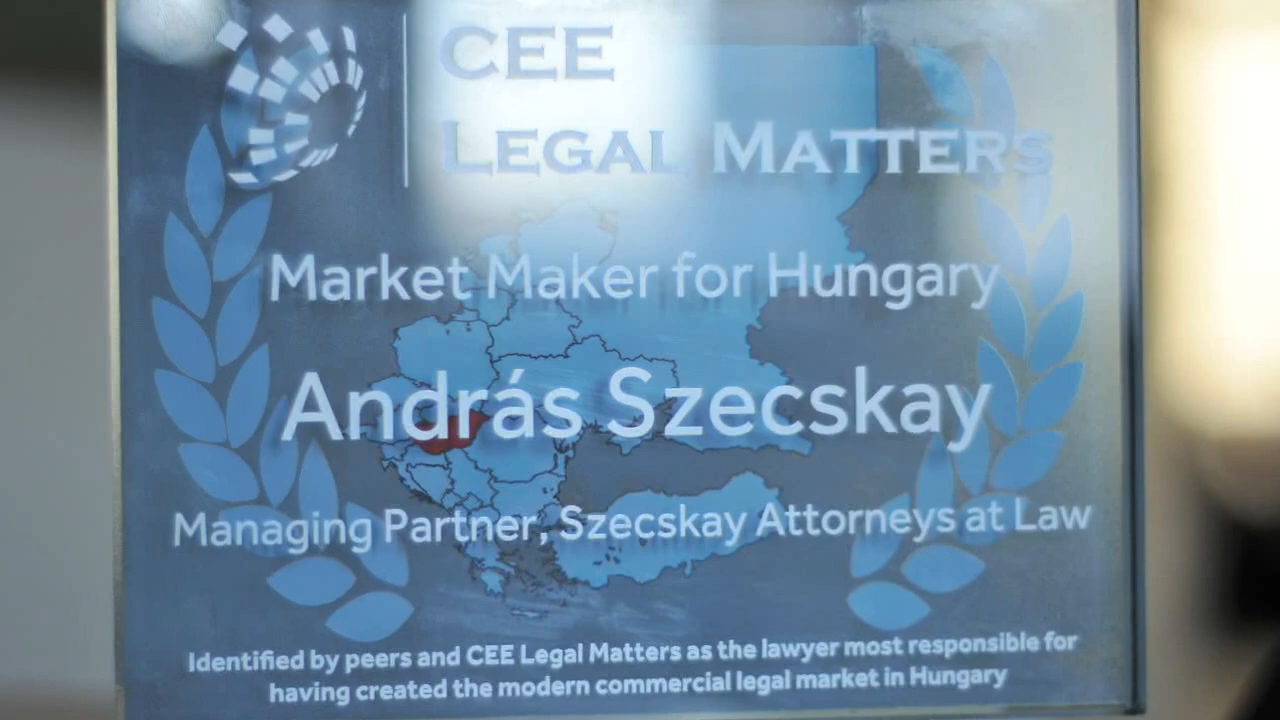 CEE
LEGAL MATTERS
Market Maker for Hungary
András Szecskay
Managing Partner, Szecskay Attorneys at Law
Identified by peers and CEE Legal Matters as the lawyer most responsible for
having created the modern commercial legal market in Hungary